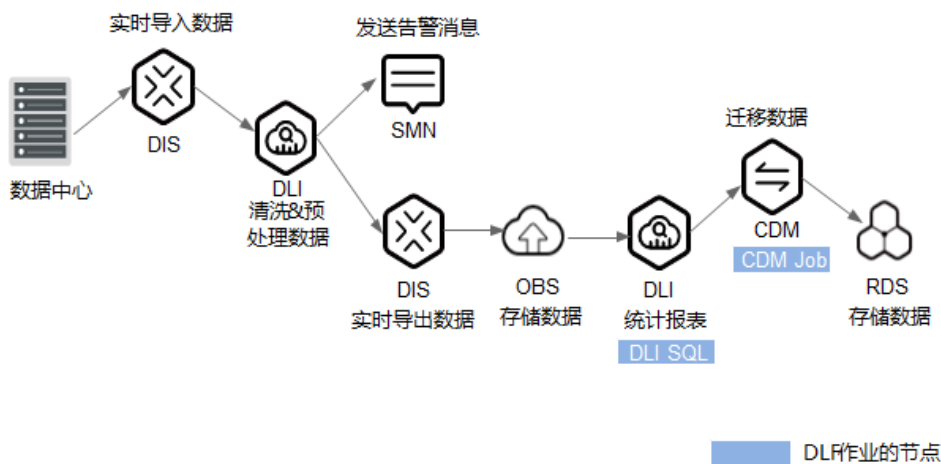 实时导入数据
DIS
数据中心
DLI
清洗&预
处理数据
发送告警消息
SMN
DIS
实时导出数据
OBS
存储数据
DLI
统计报表
DLI SQL
迁移数据
CDM
CDM Job
RDS
存储数据
DLF作业的节点